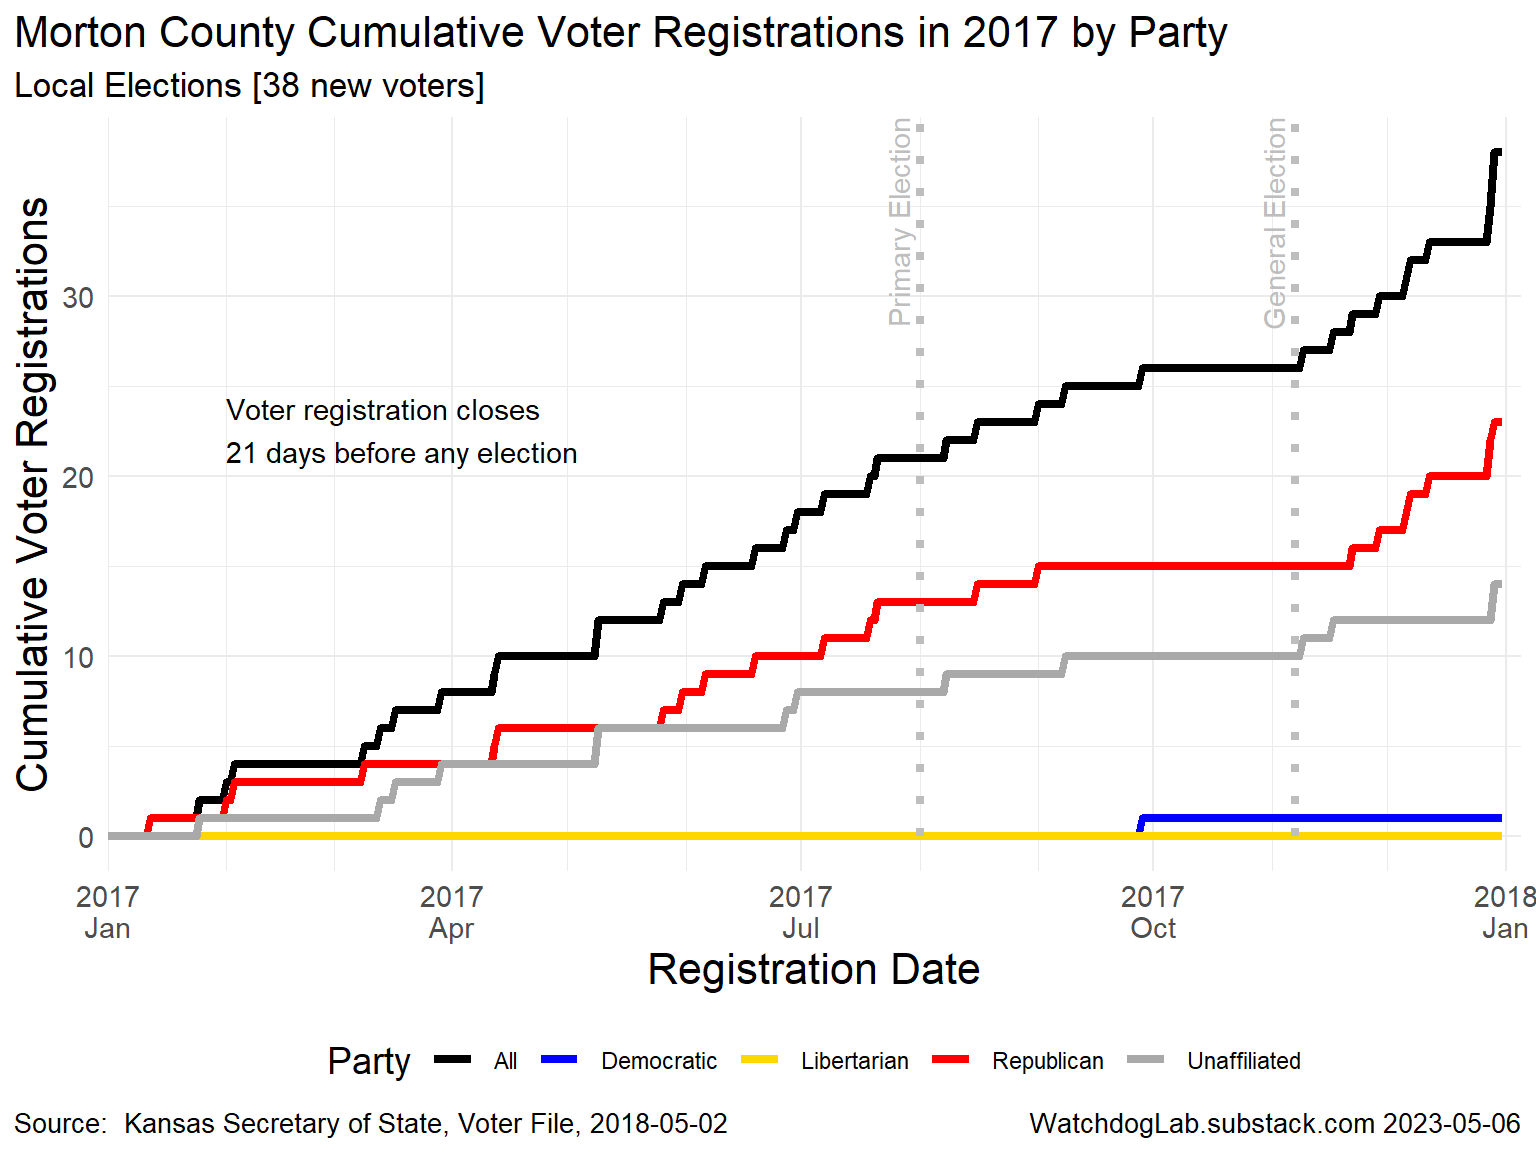 Morton County Cumulative Voter Registrations in 2017 by Party
Local Elections [38 new voters]
Cumulative Voter Registrations
30
20
10
0
Voter registration closes
21 days before any election
Primary Election
General Election
2017
Jan
2017
Apr
2017
Jul
2017
Oct
2018
Jan
Registration Date
Party
All
Democratic
Libertarian
Republican
Unaffiliated
Source:  Kansas Secretary of State, Voter File, 2018-05-02
WatchdogLab.substack.com 2023-05-06